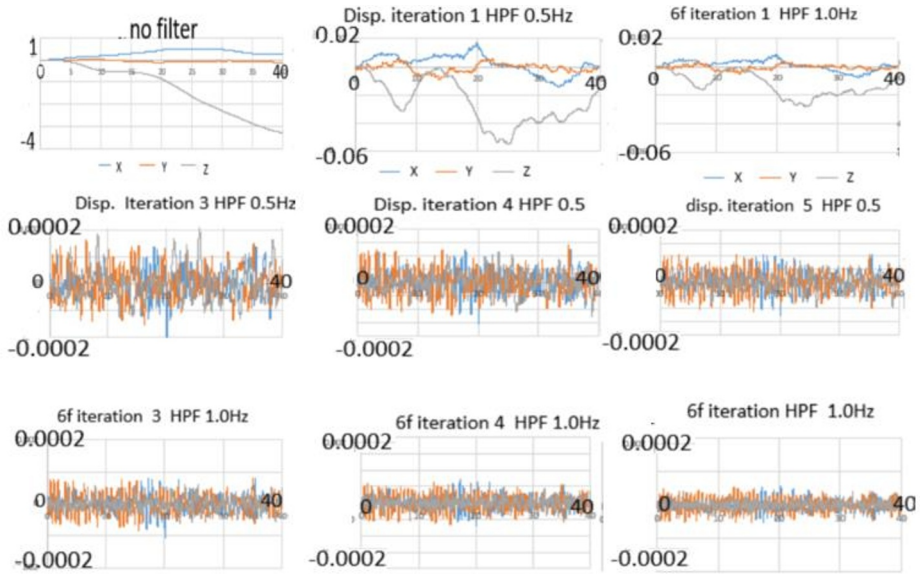 no filter
1
0 40
-4
X Y Z
Disp. iteration 1 HPF 0.5Hz
0.02
0 40
-0.06
X Y Z
6f iteration 1 HPF 1.0Hz
0.02
0 40
-0.06
X Y Z
Disp. Iteration 3 HPF 0.5Hz
0.0002
0 40
-0.0002
Disp. iteration 4 HPF 0.5
0.0002
0 40
-0.0002
disp. iteration 5 HPF 0.5
0.0002
0 40
-0.0002
6f iteration 3 HPF 1.0Hz
0.0002
0 40
-0.0002
6f iteration 4 HPF 1.0Hz
0.0002
0 40
-0.0002
6f iteration HPF 1.0Hz
0.0002
0 40
-0.0002